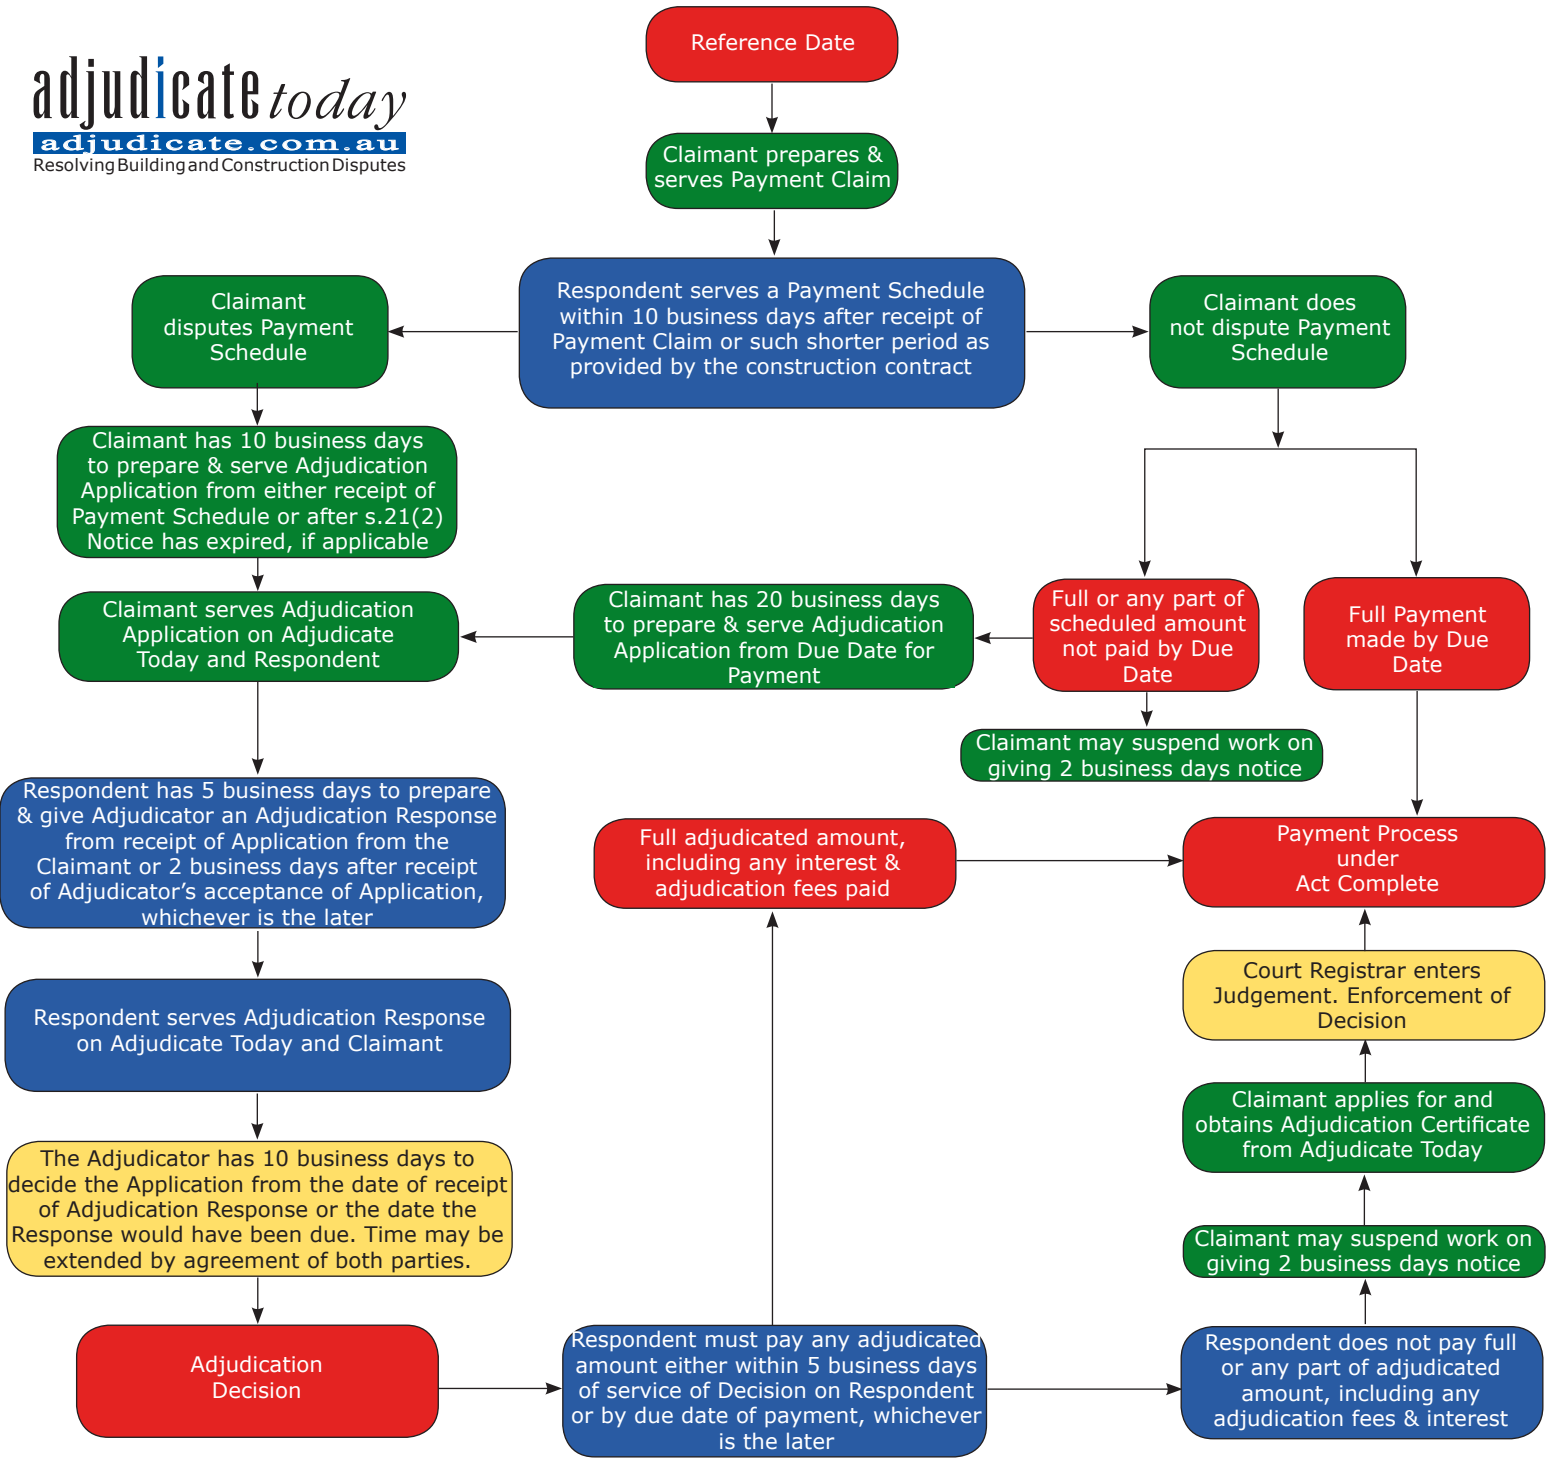 Reference Date
adjudicate today
adjudicate.com.au
Resolving Building and Construction Disputes
Claimant prepares &
serves Payment Claim
Claimant
disputes Payment
Schedule
Respondent serves a Payment Schedule
within 10 business days after receipt of
Payment Claim or such shorter period as
provided by the construction contract
Claimant does
not dispute Payment
Schedule
Claimant has 10 business days
to prepare & serve Adjudication
Application from either receipt of
Payment Schedule or after s.21(2)
Notice has expired, if applicable
Claimant serves Adjudication
Application on Adjudicate
Today and Respondent
Claimant has 20 business days
to prepare & serve Adjudication
Application from Due Date for
Payment
Full or any part of
scheduled amount
not paid by Due
Date
Full Payment
made by Due
Date
Claimant may suspend work on
giving 2 business days notice
Respondent has 5 business days to prepare
& give Adjudicator an Adjudication Response
from receipt of Application from the
Claimant or 2 business days after receipt
of Adjudicator's acceptance of Application,
whichever is the later
Full adjudicated amount,
including any interest &
adjudication fees paid
Payment Process
under
Act Complete
Court Registrar enters
Judgement. Enforcement of
Decision
Respondent serves Adjudication Response
on Adjudicate Today and Claimant
Claimant applies for and
obtains Adjudication Certificate
from Adjudicate Today
The Adjudicator has 10 business days to
decide the Application from the date of receipt
of Adjudication Response or the date the
Response would have been due. Time may be
extended by agreement of both parties.
Claimant may suspend work on
giving 2 business days notice
Adjudication
Decision
Respondent must pay any adjudicated
amount either within 5 business days
of service of Decision on Respondent
or by due date of payment, whichever
is the later
Respondent does not pay full
or any part of adjudicated
amount, including any
adjudication fees & interest